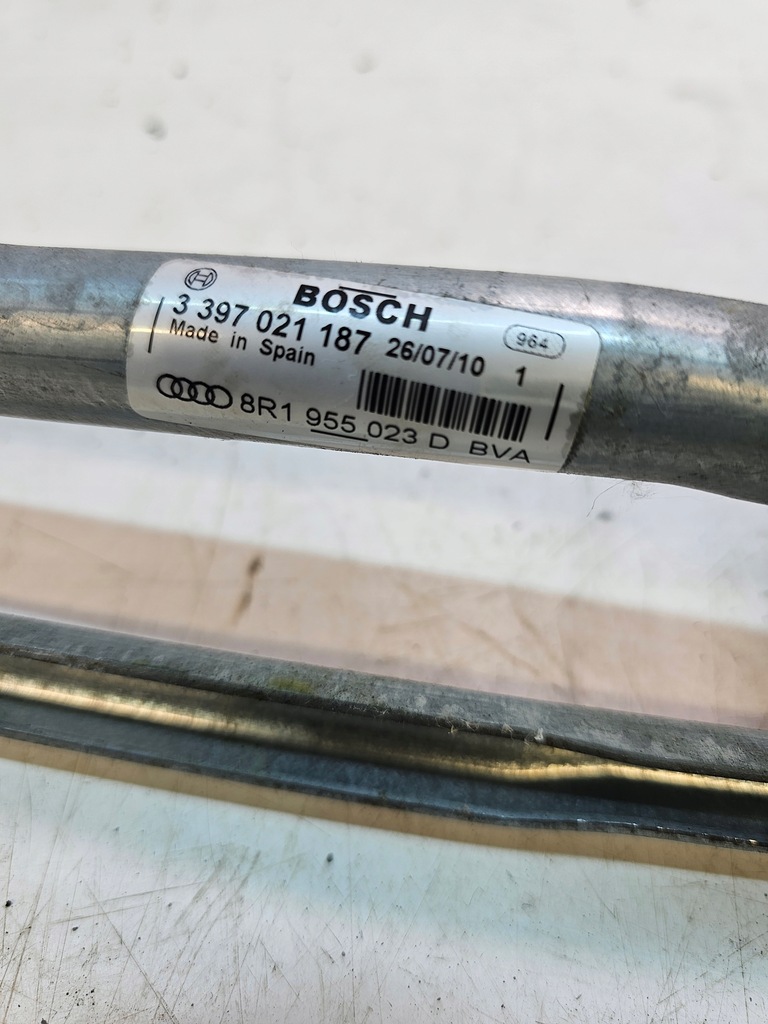 BOSCH
3 397 021 187 26/07/10 1
964
Made in Spain
8R1 955 023 D BVA